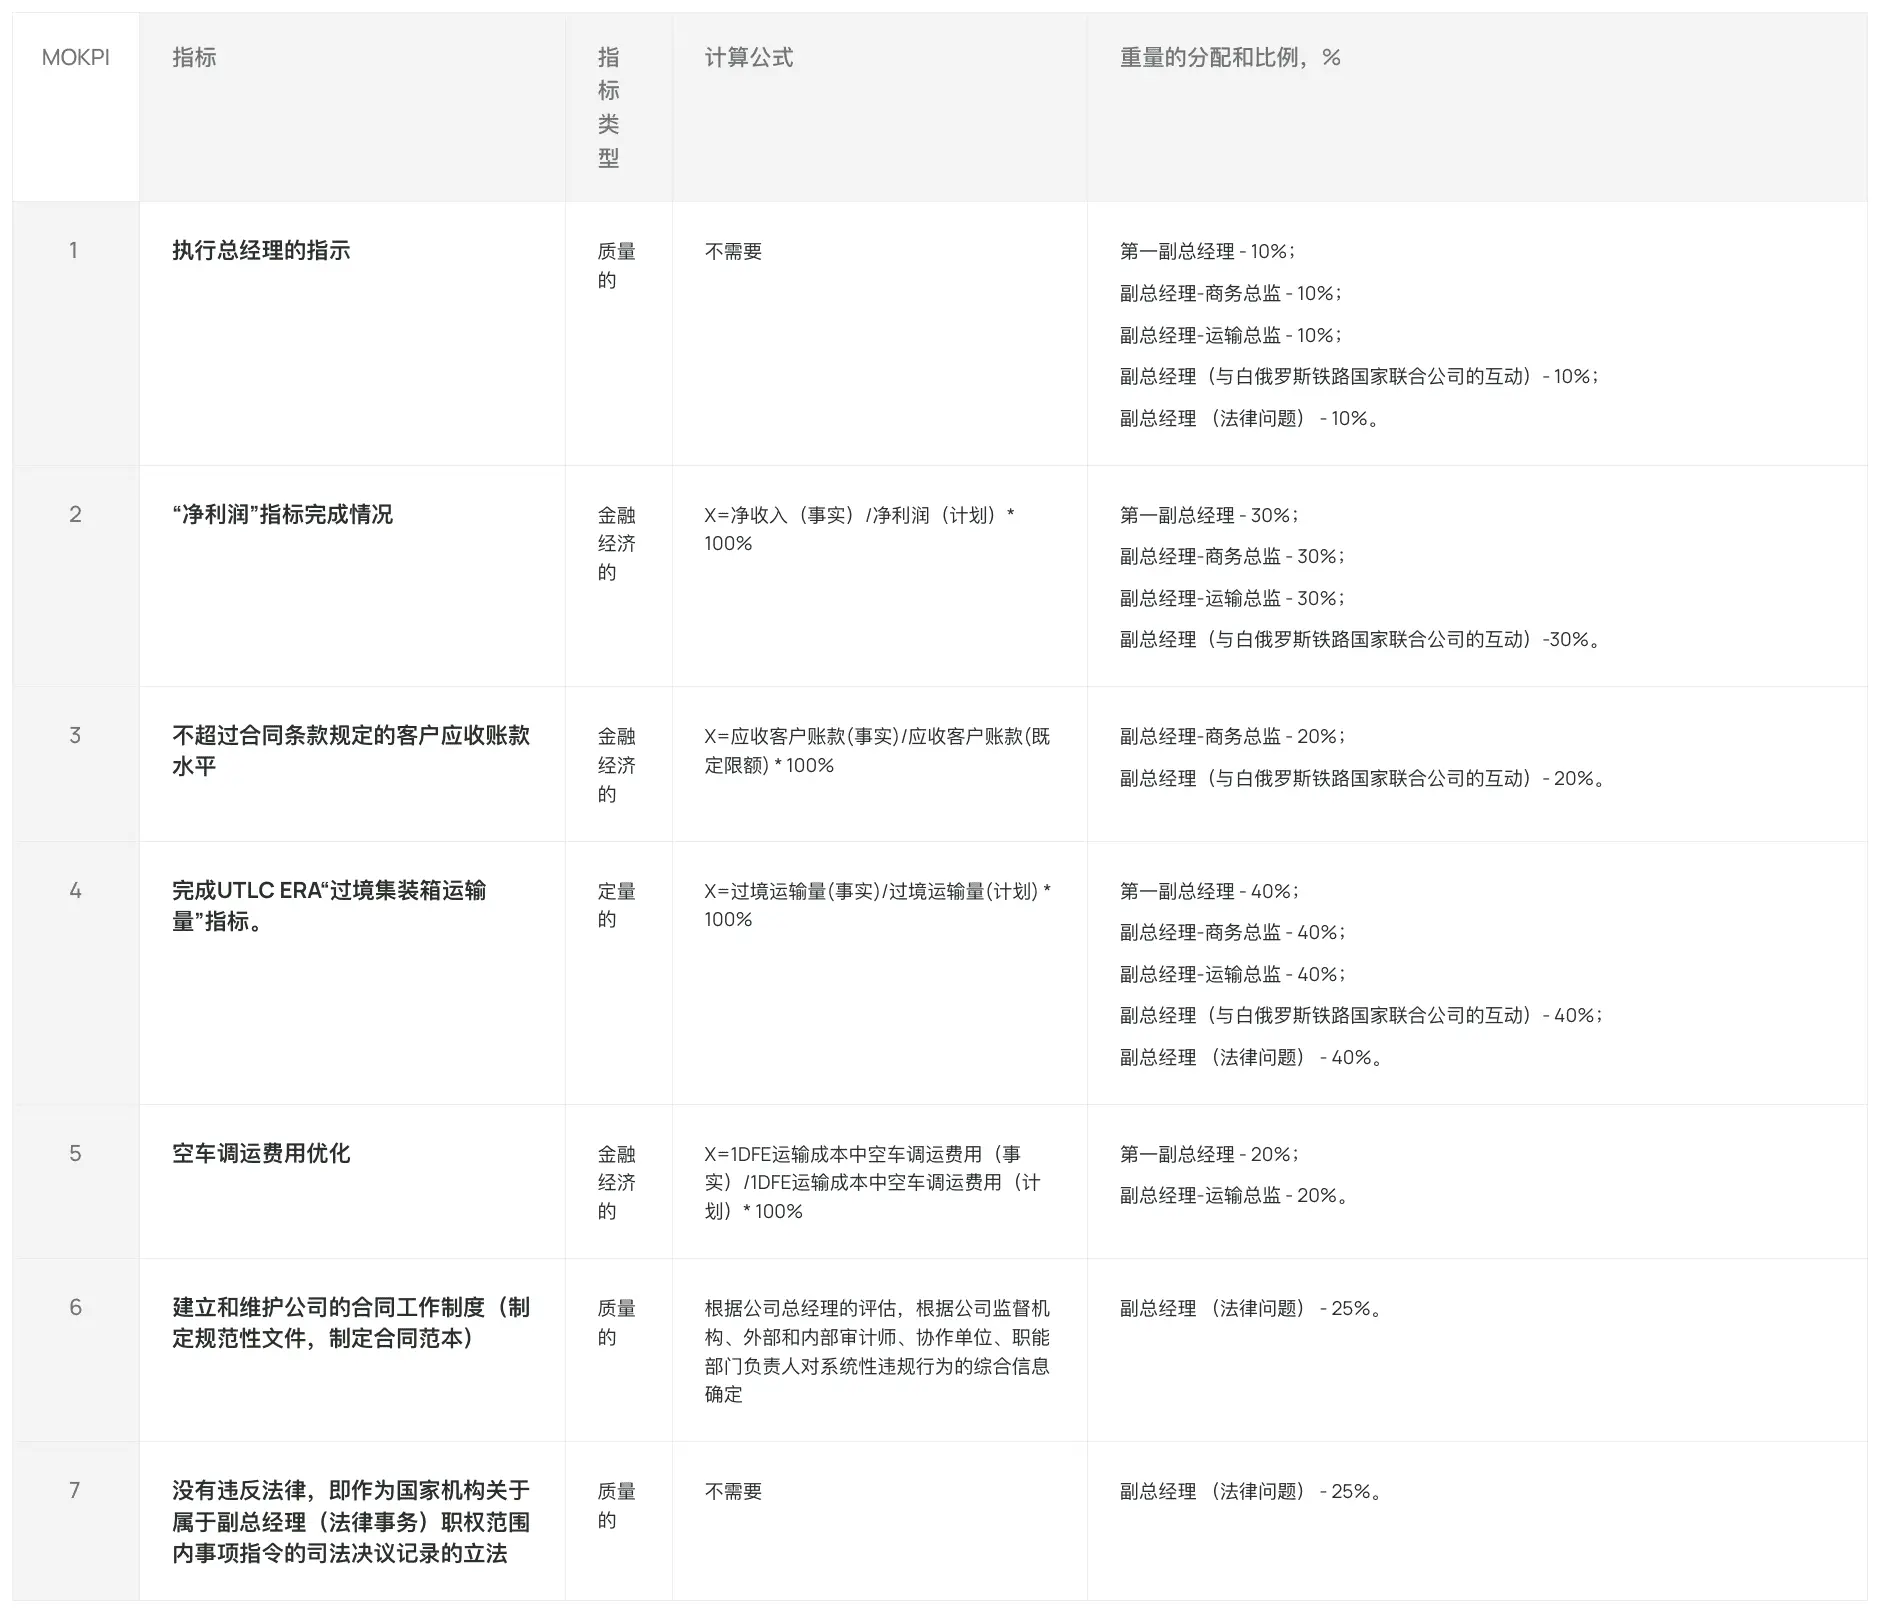 MOKPI
指标
指
标
类
型
计算公式
重量的分配和比例，%
1
执行总经理的指示
质量
的
不需要
第一副总经理 - 10%；
副总经理-商务总监 - 10%；
副总经理-运输总监 - 10%；
副总经理（与白俄罗斯铁路国家联合公司的互动）- 10%；
副总经理 （法律问题） - 10%。
2
“净利润”指标完成情况
金融
经济
的
X=净收入（事实）/净利润（计划）*
100%
第一副总经理 - 30%；
副总经理-商务总监 - 30%；
副总经理-运输总监 - 30%；
副总经理（与白俄罗斯铁路国家联合公司的互动）-30%。
3
不超过合同条款规定的客户应收账款
水平
金融
经济
的
X=应收客户账款(事实)/应收客户账款(既
定限额) * 100%
副总经理-商务总监 - 20%；
副总经理（与白俄罗斯铁路国家联合公司的互动）- 20%。
4
完成UTLC ERA“过境集装箱运输
量”指标。
定量
的
X=过境运输量(事实)/过境运输量(计划) *
100%
第一副总经理 - 40%；
副总经理-商务总监 - 40%；
副总经理-运输总监 - 40%；
副总经理（与白俄罗斯铁路国家联合公司的互动）- 40%；
副总经理 （法律问题） - 40%。
5
空车调运费用优化
金融
经济
的
X=1DFE运输成本中空车调运费用（事
实）/1DFE运输成本中空车调运费用（计
划）* 100%
第一副总经理 - 20%；
副总经理-运输总监 - 20%。
6
建立和维护公司的合同工作制度（制
定规范性文件，制定合同范本）
质量
的
根据公司总经理的评估，根据公司监督机
构、外部和内部审计师、协作单位、职能
部门负责人对系统性违规行为的综合信息
确定
副总经理 （法律问题） - 25%。
7
没有违反法律，即作为国家机构关于
属于副总经理（法律事务）职权范围
内事项指令的司法决议记录的立法
质量
的
不需要
副总经理 （法律问题） - 25%。